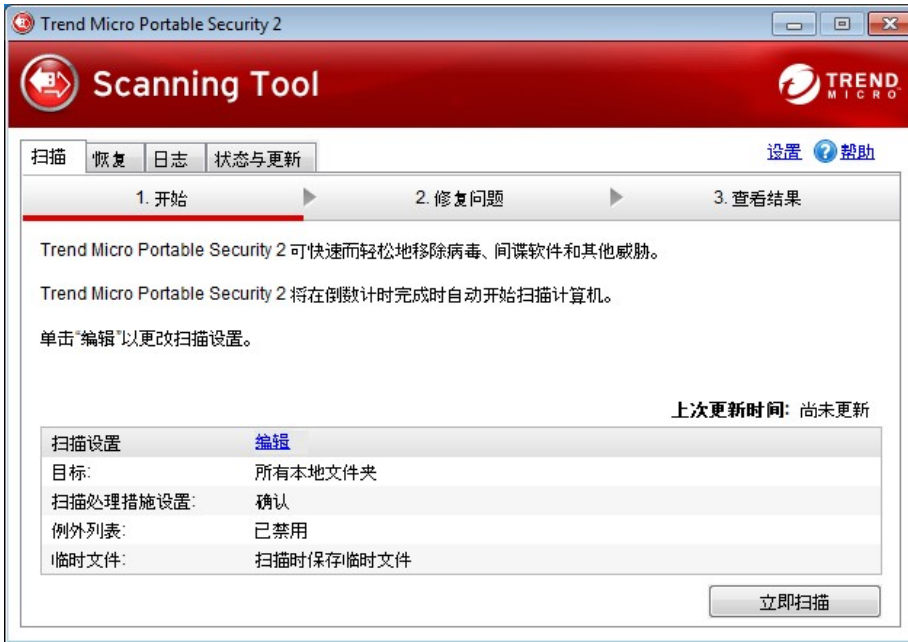 Trend Micro Portable Security 2
Scanning Tool
TREND MICRO
扫描 恢复 日志 状态与更新 设置 帮助
1. 开始 2. 修复问题 3. 查看结果
Trend Micro Portable Security 2 可快速而轻松地移除病毒、间谍软件和其他威胁。
Trend Micro Portable Security 2 将在倒数计时完成时自动开始扫描计算机。
单击“编辑”以更改扫描设置。
上次更新时间: 尚未更新
扫描设置 编辑
目标: 所有本地文件夹
扫描处理措施设置: 确认
例外列表: 已禁用
临时文件: 扫描时保存临时文件
立即扫描